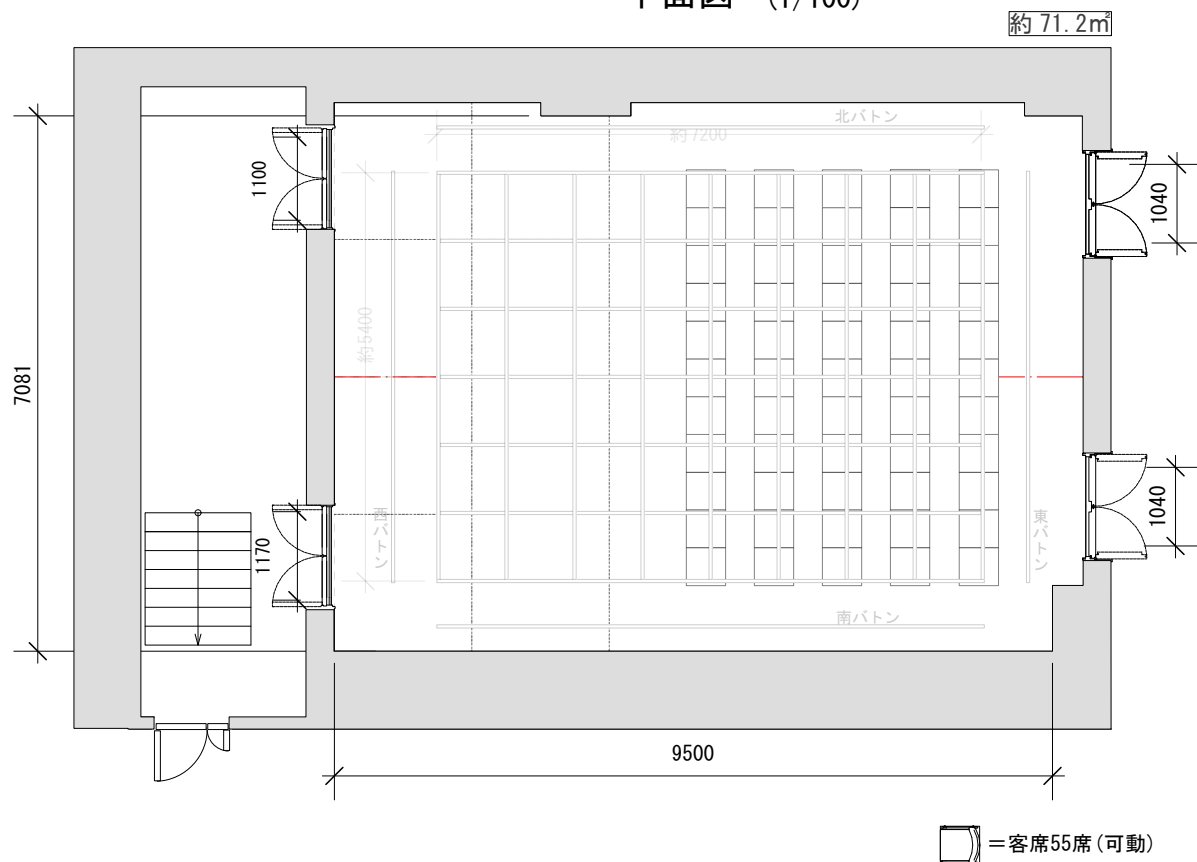 平面図 (1/100)
約 71.2㎡
北バトン
約7200
1100
1040
7081
約5400
西バトン
東バトン
1170
1040
南バトン
9500
=客席55席(可動)